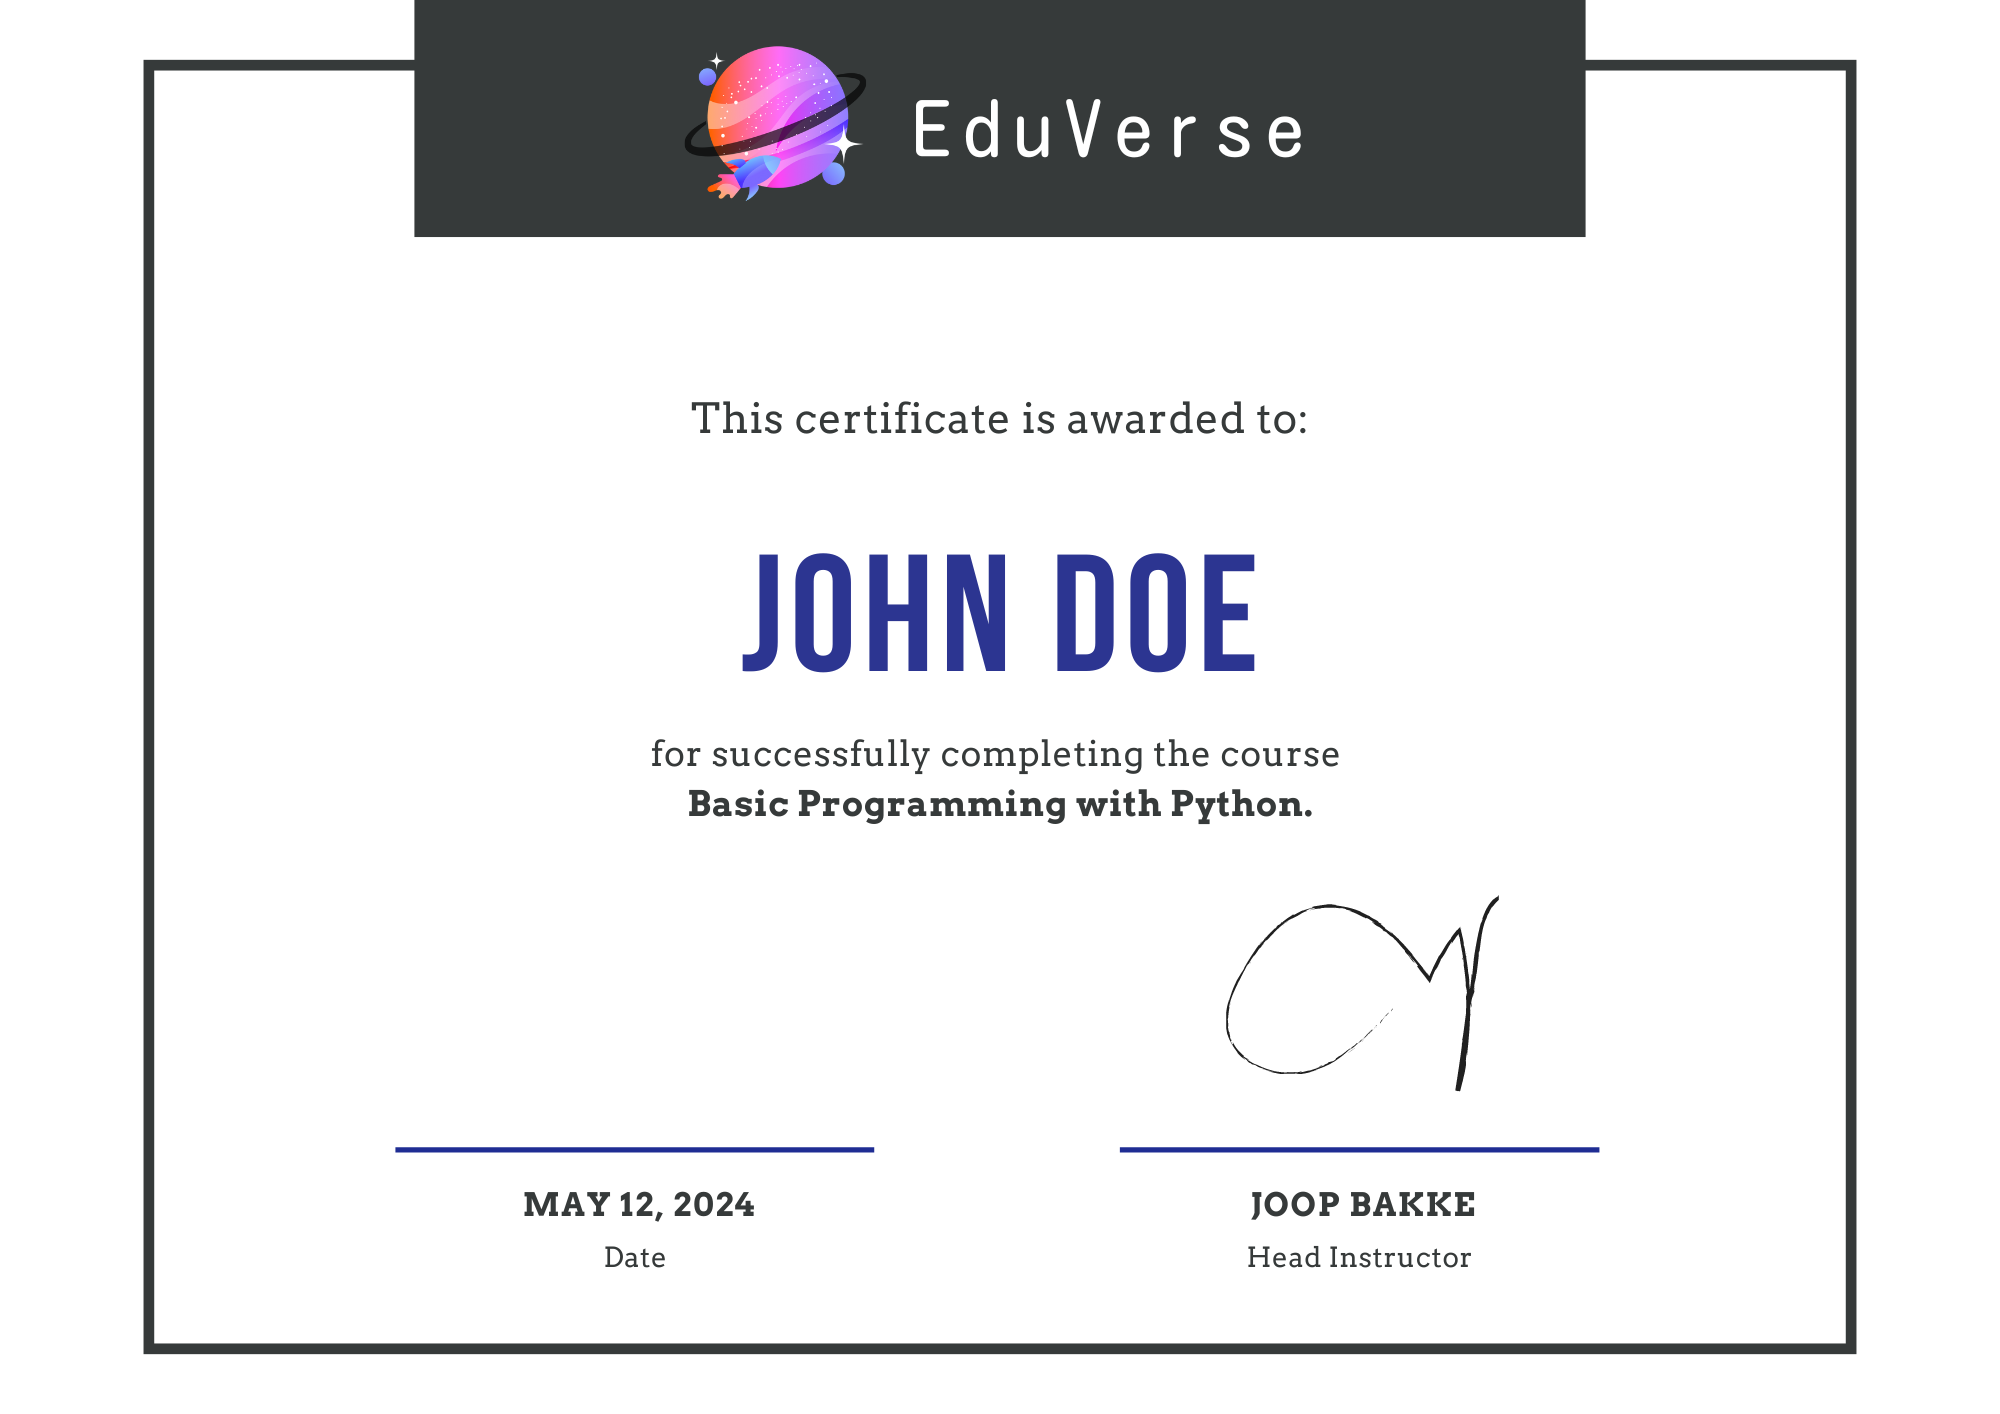 EduVerse
This certificate is awarded to:
JOHN DOE
for successfully completing the course
Basic Programming with Python.
MAY 12, 2024
Date
JOOP BAKKE
Head Instructor